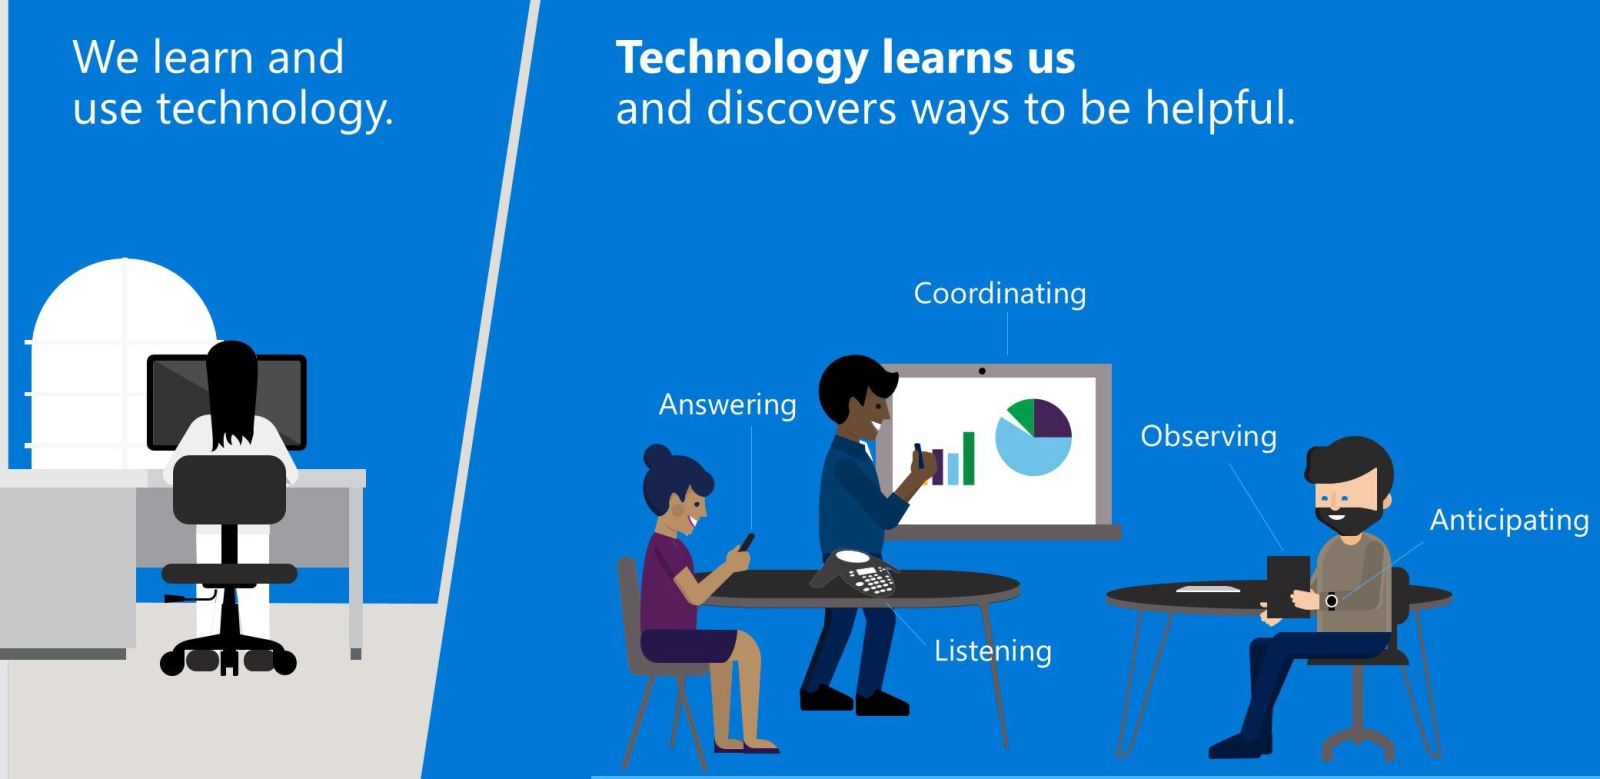 We learn and
use technology.
Technology learns us
and discovers ways to be helpful.
Coordinating
Answering
Observing
Anticipating
Listening